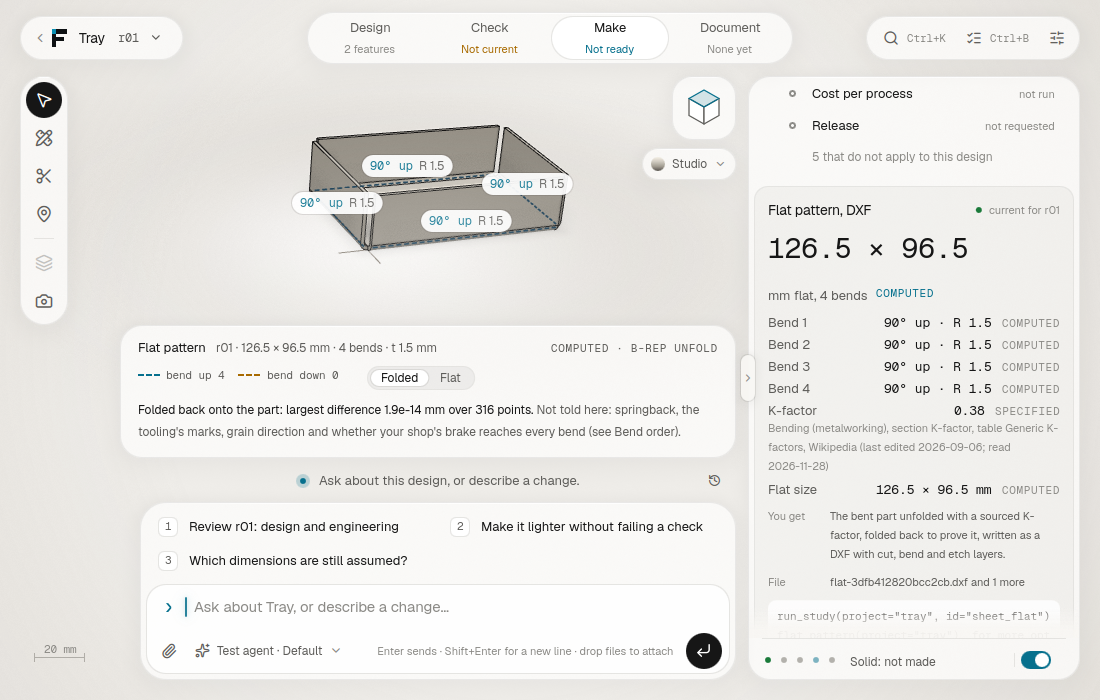 Tray r01
Design
2 features
Check
Not current
Make
Not ready
Document
None yet
Ctrl+K
Ctrl+B
90° up R 1.5
90° up R 1.5
90° up R 1.5
90° up R 1.5
Studio
Cost per process not run
Release not requested
5 that do not apply to this design
Flat pattern, DXF current for r01
126.5 × 96.5
mm flat, 4 bends COMPUTED
Bend 1 90° up · R 1.5 COMPUTED
Bend 2 90° up · R 1.5 COMPUTED
Bend 3 90° up · R 1.5 COMPUTED
Bend 4 90° up · R 1.5 COMPUTED
K-factor 0.38 SPECIFIED
Bending (metalworking), section K-factor, table Generic K-
factors, Wikipedia (last edited 2026-09-06; read
2026-11-28)
Flat size 126.5 × 96.5 mm COMPUTED
You get The bent part unfolded with a sourced K-
factor, folded back to prove it, written as a
DXF with cut, bend and etch layers.
File flat-3dfb412820bcc2cb.dxf and 1 more
run_study(project="tray", id="sheet_flat")
Solid: not made
Flat pattern r01 · 126.5 × 96.5 mm · 4 bends · t 1.5 mm COMPUTED · B-REP UNFOLD
bend up 4 bend down 0 Folded Flat
Folded back onto the part: largest difference 1.9e-14 mm over 316 points. Not told here: springback, the
tooling's marks, grain direction and whether your shop's brake reaches every bend (see Bend order).
Ask about this design, or describe a change.
1 Review r01: design and engineering
2 Make it lighter without failing a check
3 Which dimensions are still assumed?
Ask about Tray, or describe a change...
Test agent · Default
Enter sends · Shift+Enter for a new line · drop files to attach
20 mm